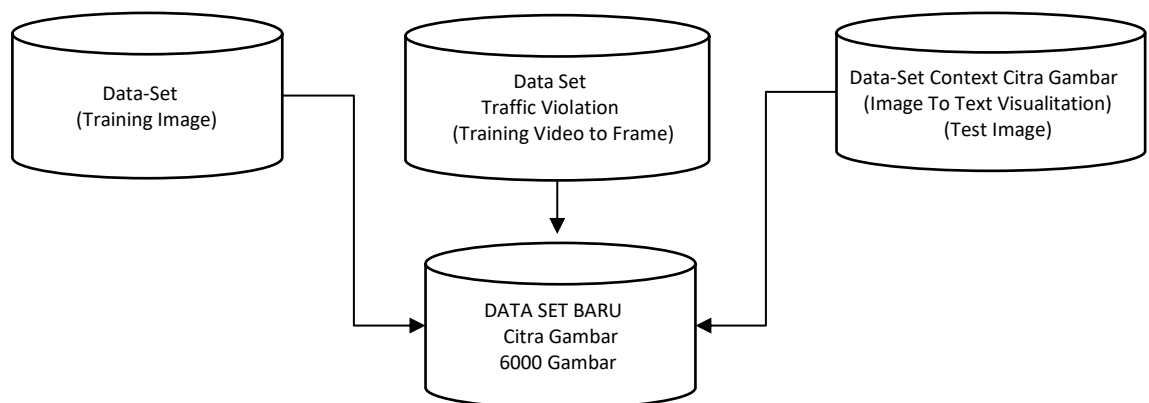 Data-Set
(Training Image)
Data Set
Traffic Violation
(Training Video to Frame)
Data-Set Context Citra Gambar
(Image To Text Visualitation)
(Test Image)
DATA SET BARU
Citra Gambar
6000 Gambar